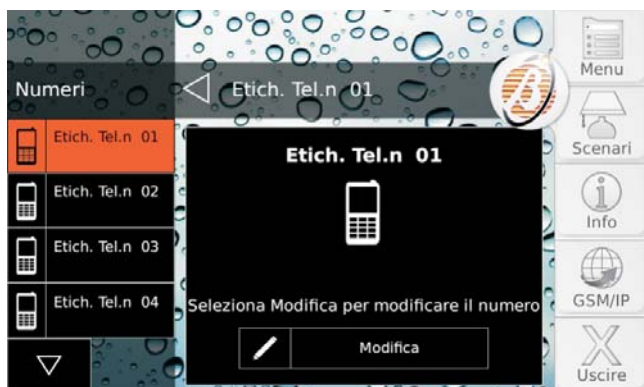 Numeri
Etich. Tel.n 01
Etich. Tel.n 01
Etich. Tel.n 02
Etich. Tel.n 03
Etich. Tel.n 04
Etich. Tel.n 01
Seleziona Modifica per modificare il numero
Modifica
Menu
Scenari
Info
GSM/IP
Uscire